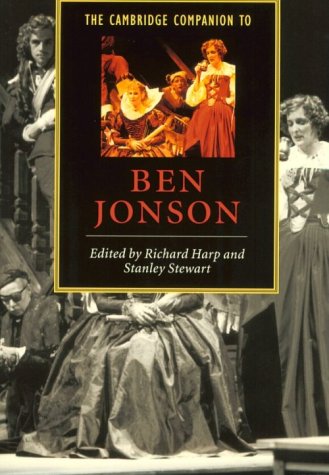 THE CAMBRIDGE COMPANION TO
BEN
JONSON
Edited by Richard Harp and
Stanley Stewart